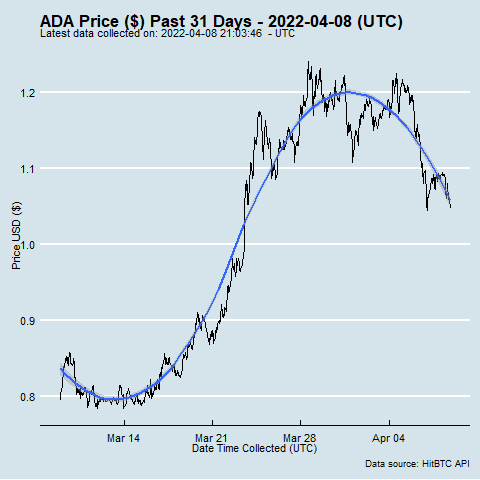 ADA Price ($) Past 31 Days - 2022-04-08 (UTC)
Latest data collected on: 2022-04-08 21:03:46  - UTC
Price USD ($)
1.2
1.1
1.0
0.9
0.8
Mar 14 Mar 21 Mar 28 Apr 04
Date Time Collected (UTC)
Data source: HitBTC API